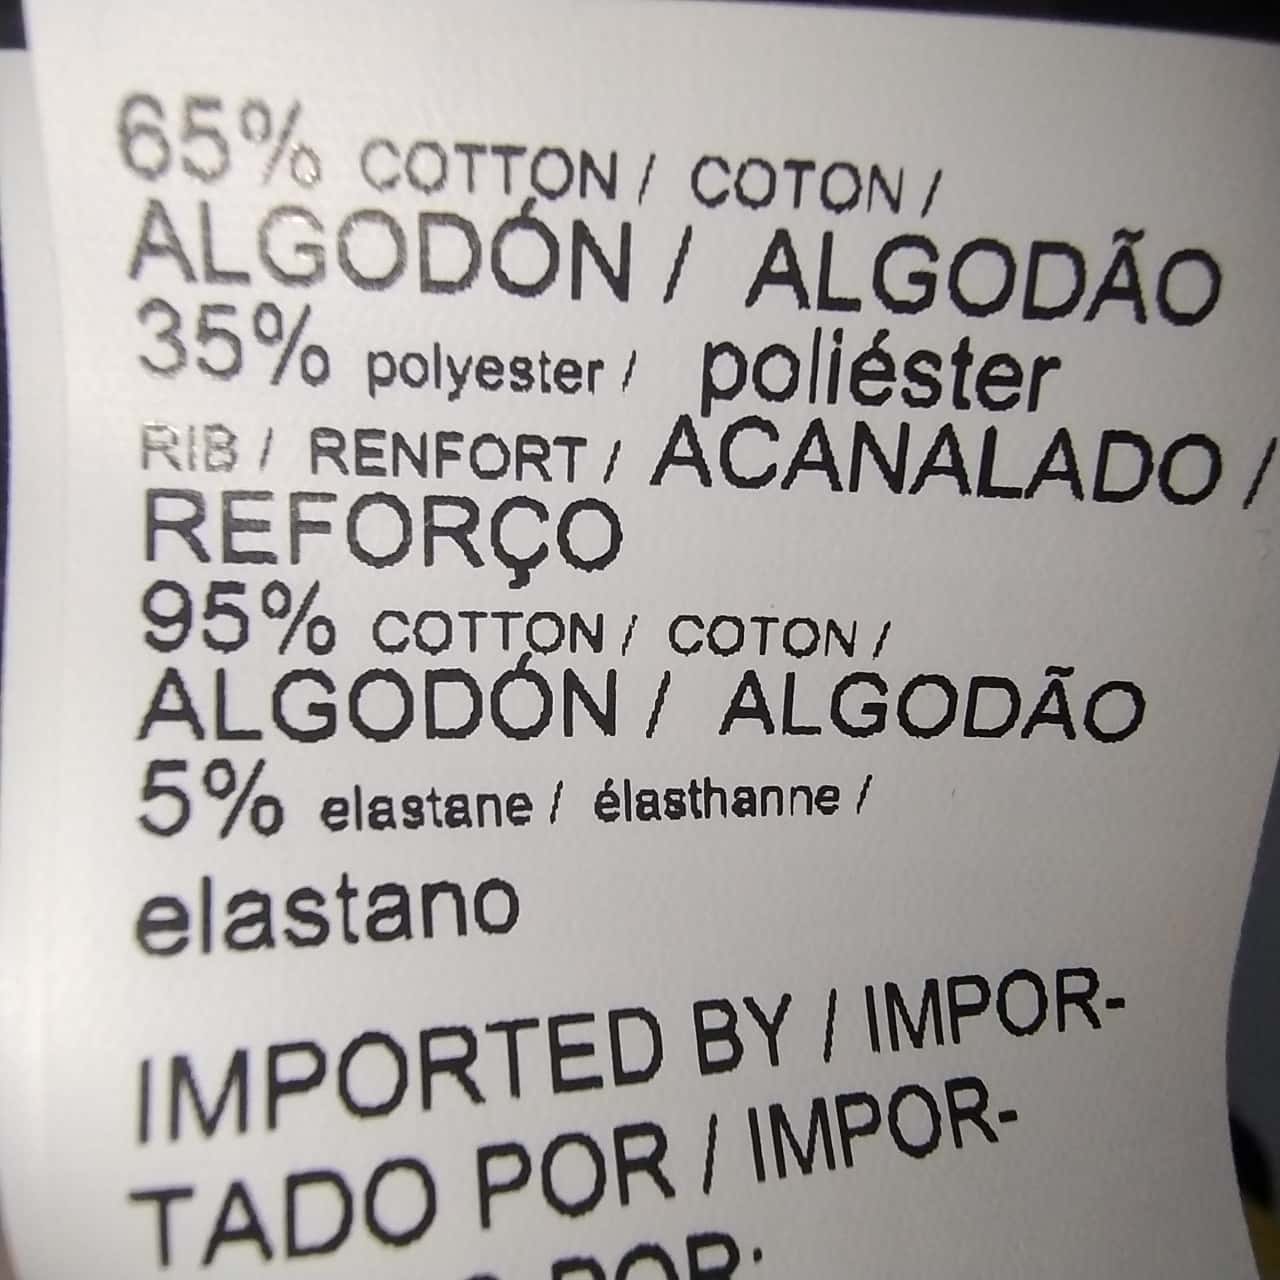 65% COTTON / COTON /
ALGODÓN / ALGODÃO
35% polyester / poliéster
RIB / RENFORT / ACANALADO /
REFORÇO
95% COTTON / COTON /
ALGODÓN / ALGODÃO
5% elastane / élasthanne /
elastano
IMPORTED BY / IMPOR-
TADO POR / IMPOR-
POR: